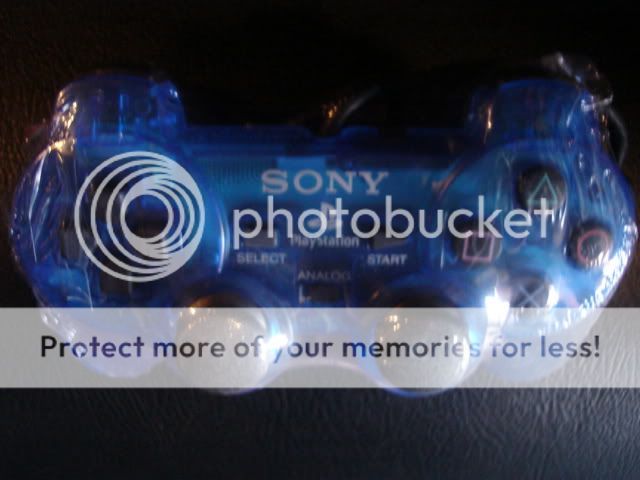 SONY
photobucket
PlayStation
SELECT
START
ANALOG
Protect more of your memories for less!